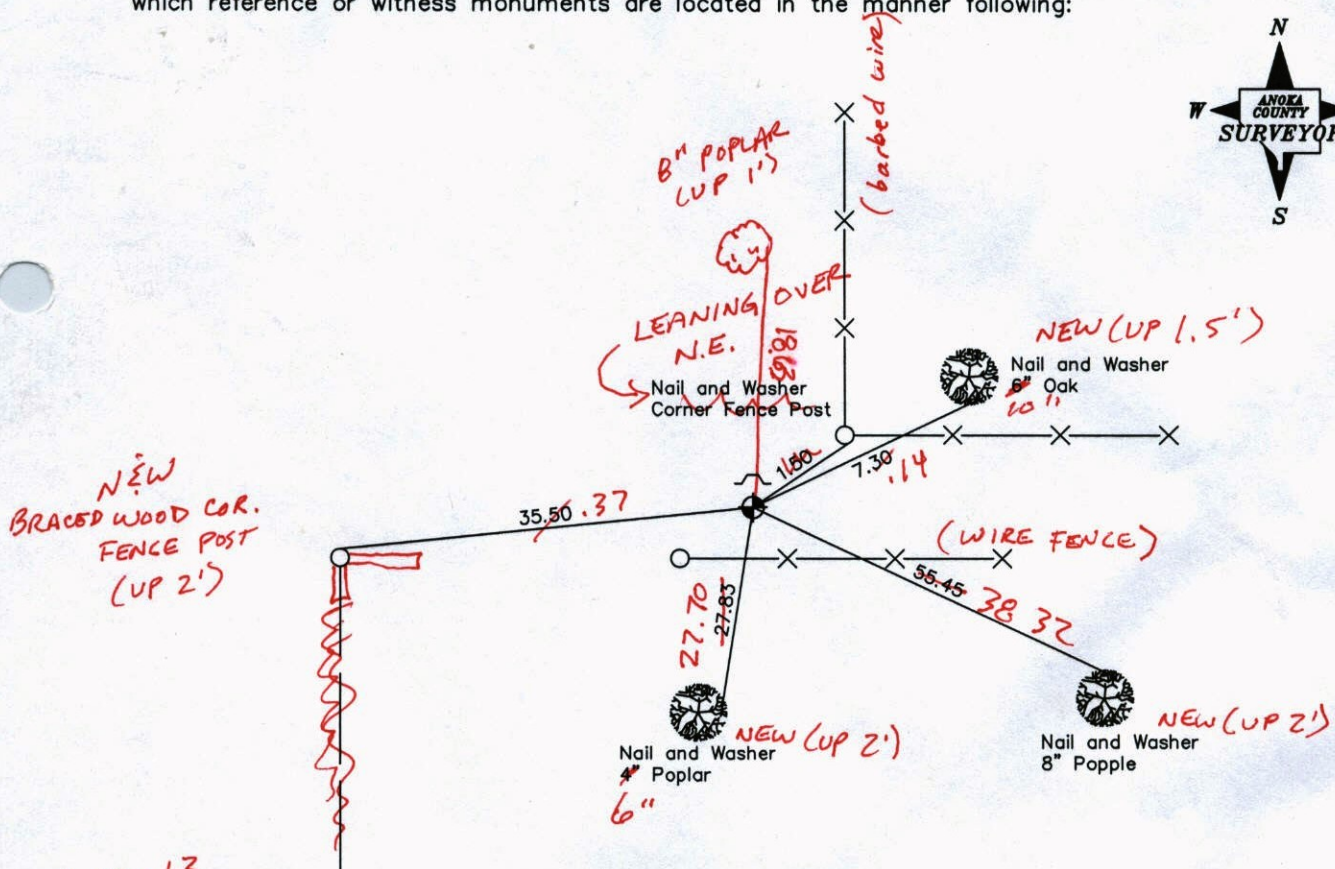 which reference or witness monuments are located in the manner following:
N
W
ANOKA
COUNTY
SURVEYOR
S
(barbed wire)
8" POPLAR
(UP 1')
LEANING OVER
N.E.
NEW (UP 1.5')
Nail and Washer
6" Oak
10"
Nail and Washer
Corner Fence Post
1.50
7.30 .14
N&W
BRACED WOOD COR.
FENCE POST
(UP 2')
35.50 .37
(WIRE FENCE)
55.45 38.32
27.70
27.83
NEW (UP 2')
Nail and Washer
4" Poplar
6"
NEW (UP 2')
Nail and Washer
8" Popple